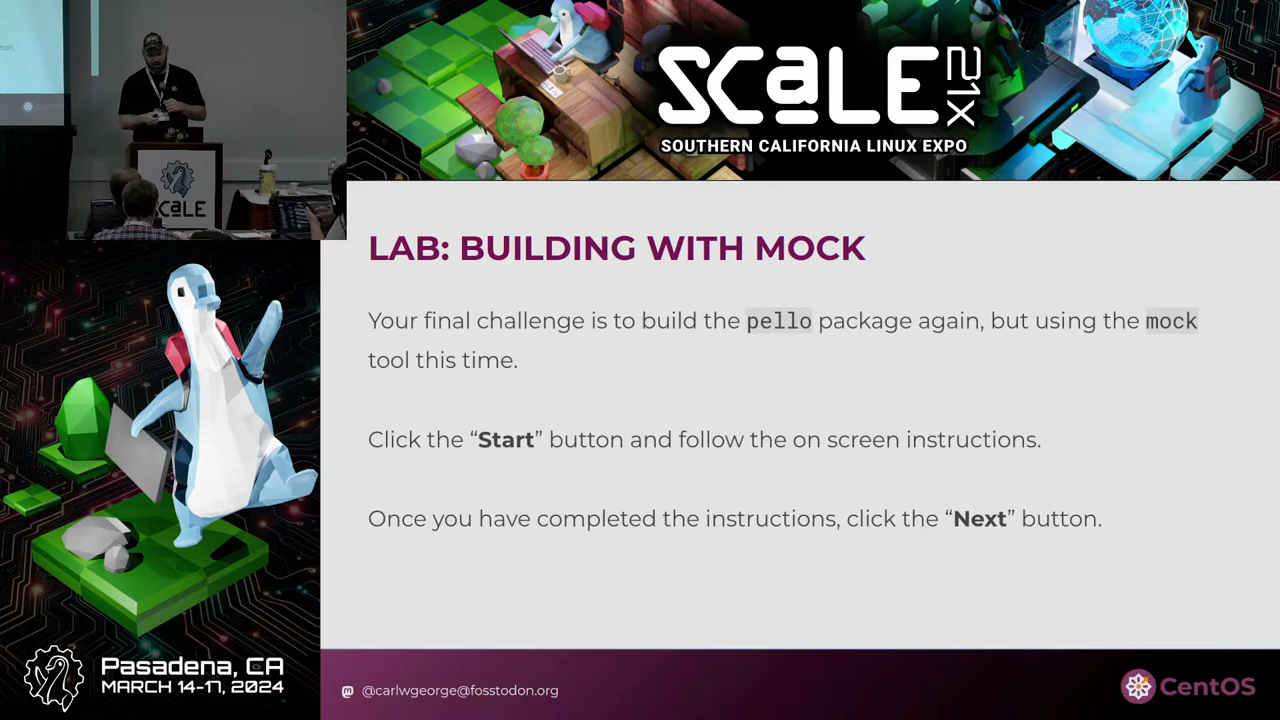 ton.
SCALE
SCaLE 21x
SOUTHERN CALIFORNIA LINUX EXPO
LAB: BUILDING WITH MOCK
Your final challenge is to build the pello package again, but using the mock
tool this time.
Click the “Start” button and follow the on screen instructions.
Once you have completed the instructions, click the “Next” button.
Pasadena, CA
MARCH 14-17, 2024
@carlwgeorge@fosstodon.org
CentOS